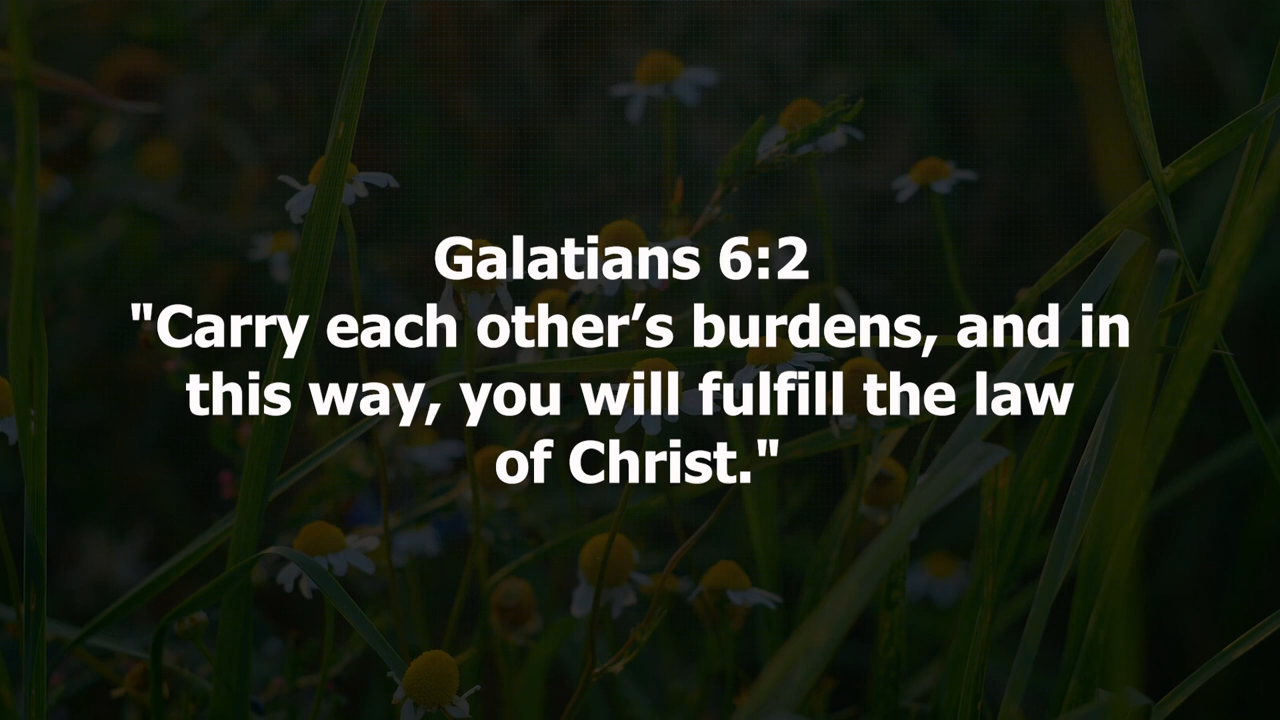 Galatians 6:2
"Carry each other’s burdens, and in
this way, you will fulfill the law
of Christ."